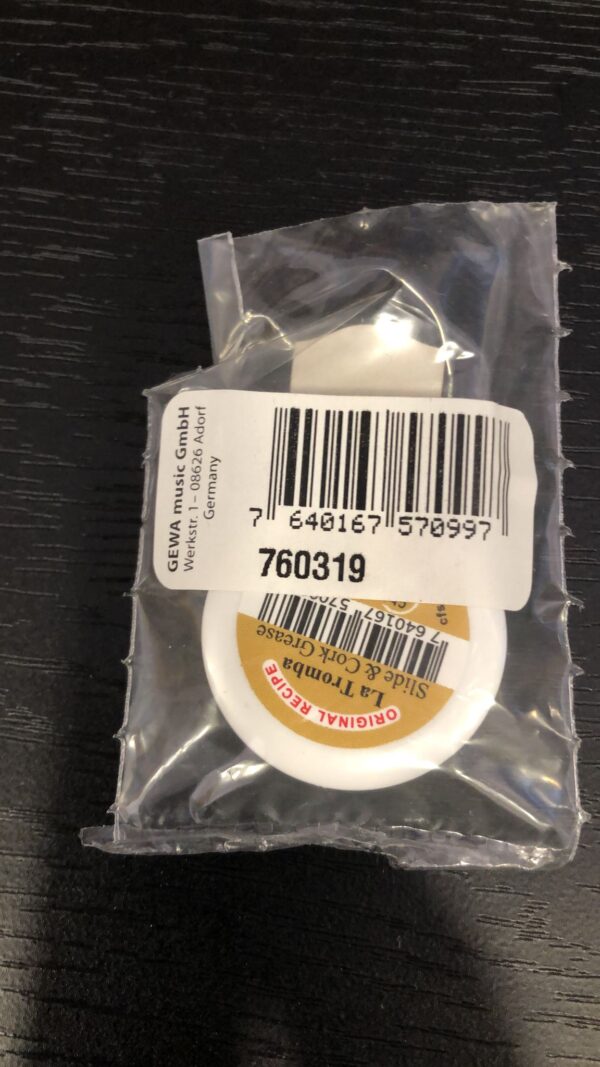 GEWA music GmbH
Werkstr. 1 – 08626 Adorf
Germany
7 640167 570997
760319
ORIGINAL RECIPE
La Tromba
Slide & Cork Grease
7 640167 570